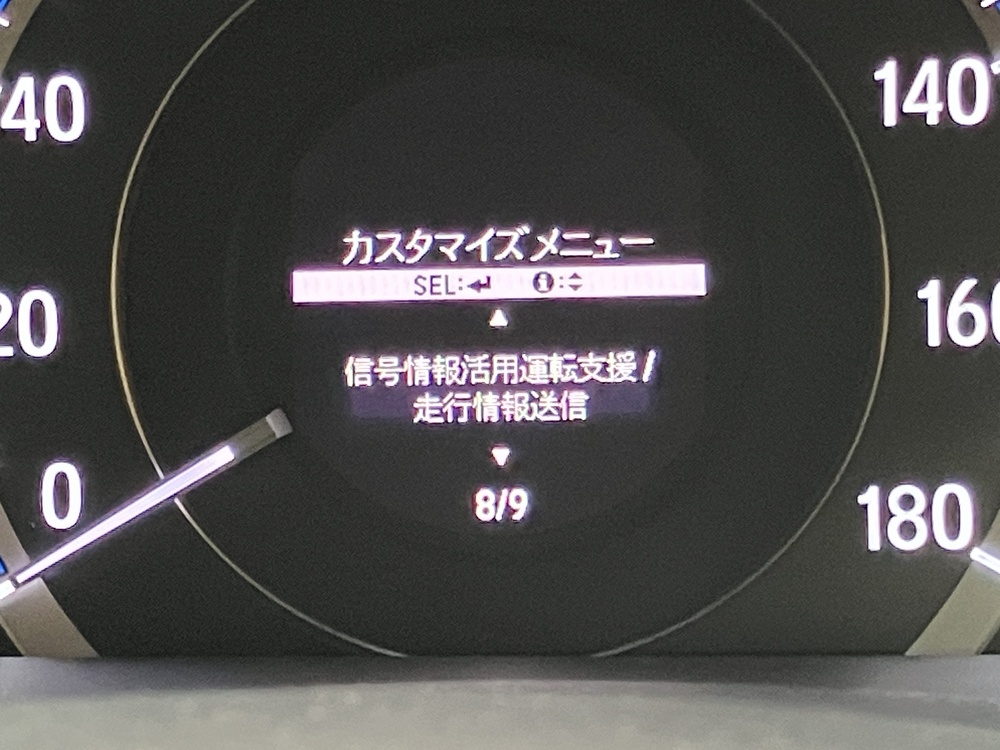 カスタマイズメニュー
SEL:↵ i:
▲
信号情報活用運転支援/
走行情報送信
▼
8/9
40
20
0
140
160
180